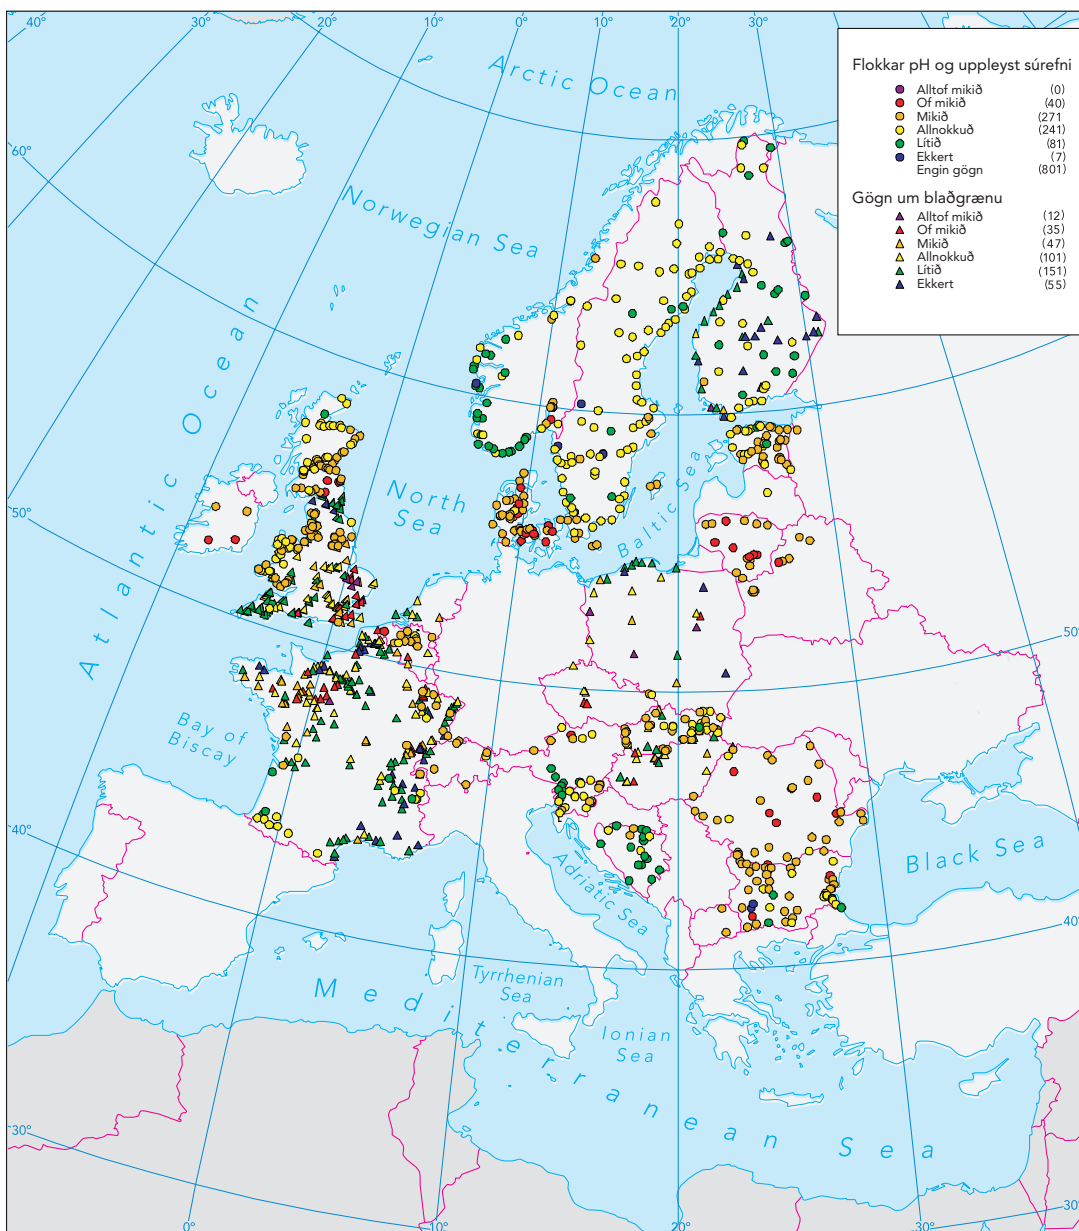 40° 30° 20° 10° 0° 10° 20° 30°
Arctic Ocean
Flokkar pH og uppleyst súrefni
Alltof mikið (0)
Of mikið (40)
Mikið (271
Allnokkuð (241)
Lítið (81)
Ekkert (7)
Engin gögn (801)
Gögn um blaðgrænu
Alltof mikið (12)
Of mikið (35)
Mikið (47)
Allnokkuð (101)
Lítið (151)
Ekkert (55)
60°
Norwegian Sea
Atlantic Ocean
North
Sea
Baltic Sea
50°
50°
Bay of
Biscay
40°
Adriatic Sea
Black Sea
40°
Tyrrhenian
Sea
Ionian
Sea
Mediterranean Sea
30°
30°
0° 10° 20° 30°